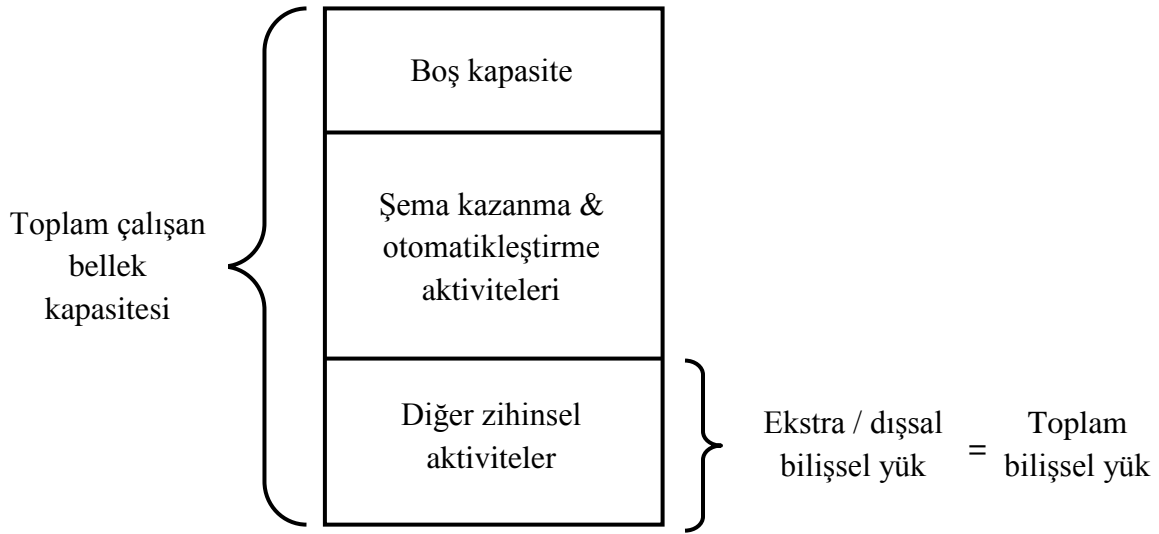 Boş kapasite
Toplam çalışan
bellek
kapasitesi
Şema kazanma &
otomatikleştirme
aktiviteleri
Diğer zihinsel
aktiviteler
Ekstra / dışsal
bilişsel yük
=
Toplam
bilişsel yük